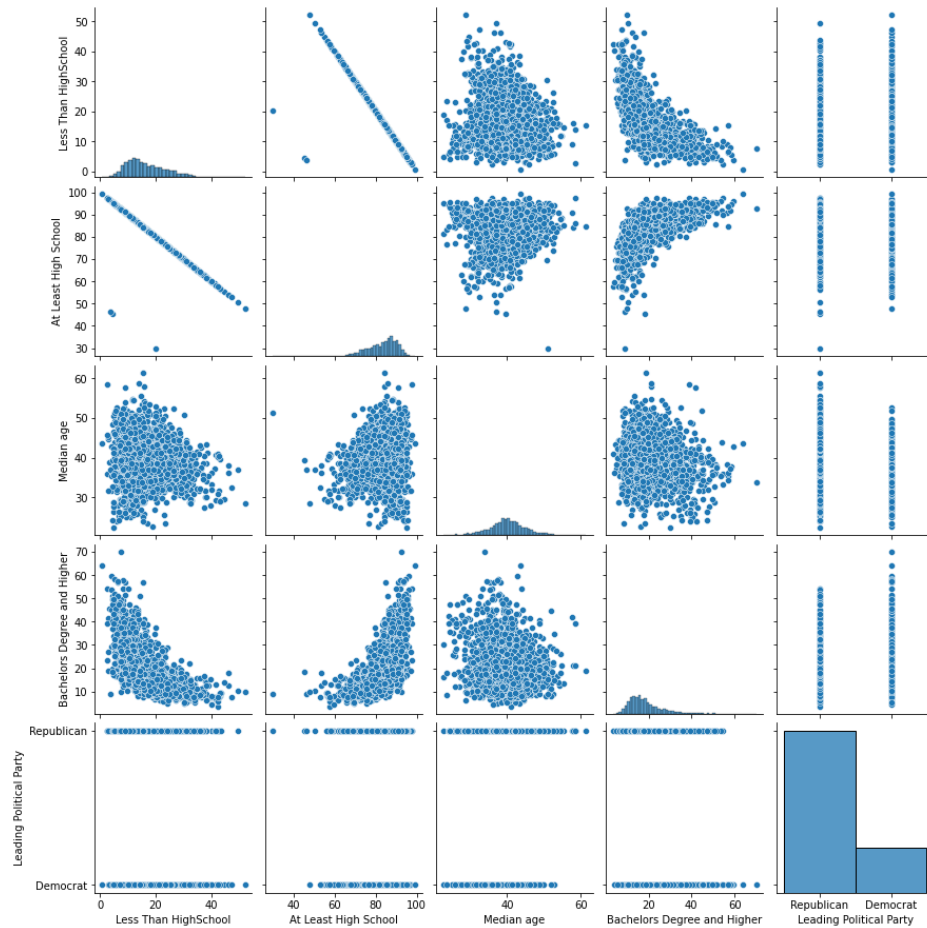 Less Than HighSchool
50
40
30
20
10
0
At Least High School
100
90
80
70
60
50
40
30
Median age
60
50
40
30
Bachelors Degree and Higher
70
60
50
40
30
20
10
Leading Political Party
Republican
Democrat
0 20 40
40 60 80 100
40 60
0 20 40 60
Republican Democrat
Less Than HighSchool At Least High School Median age Bachelors Degree and Higher Leading Political Party